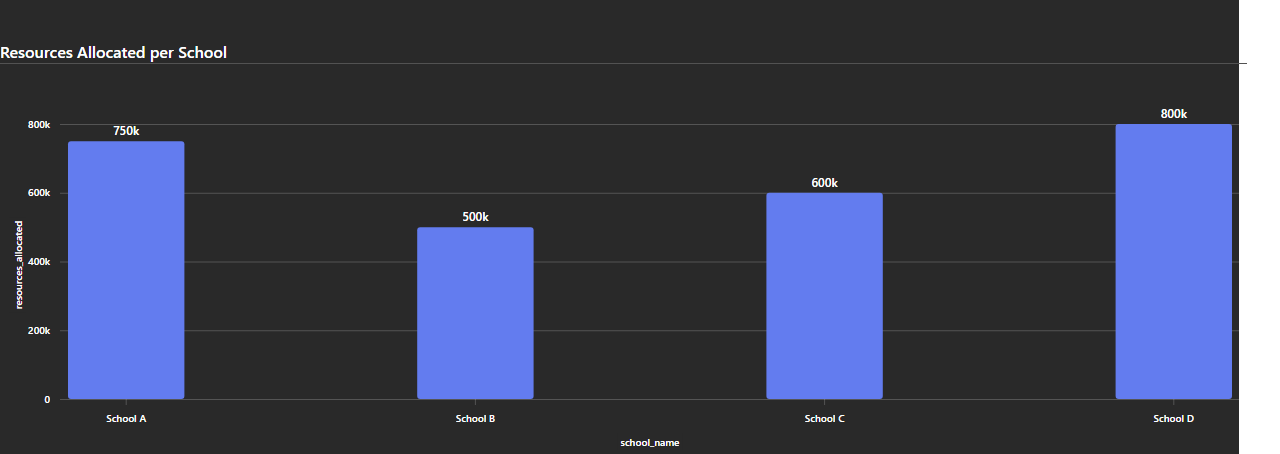 Resources Allocated per School
800k
750k
800k
600k
600k
500k
400k
resources_allocated
200k
0
School A
School B
School C
School D
school_name